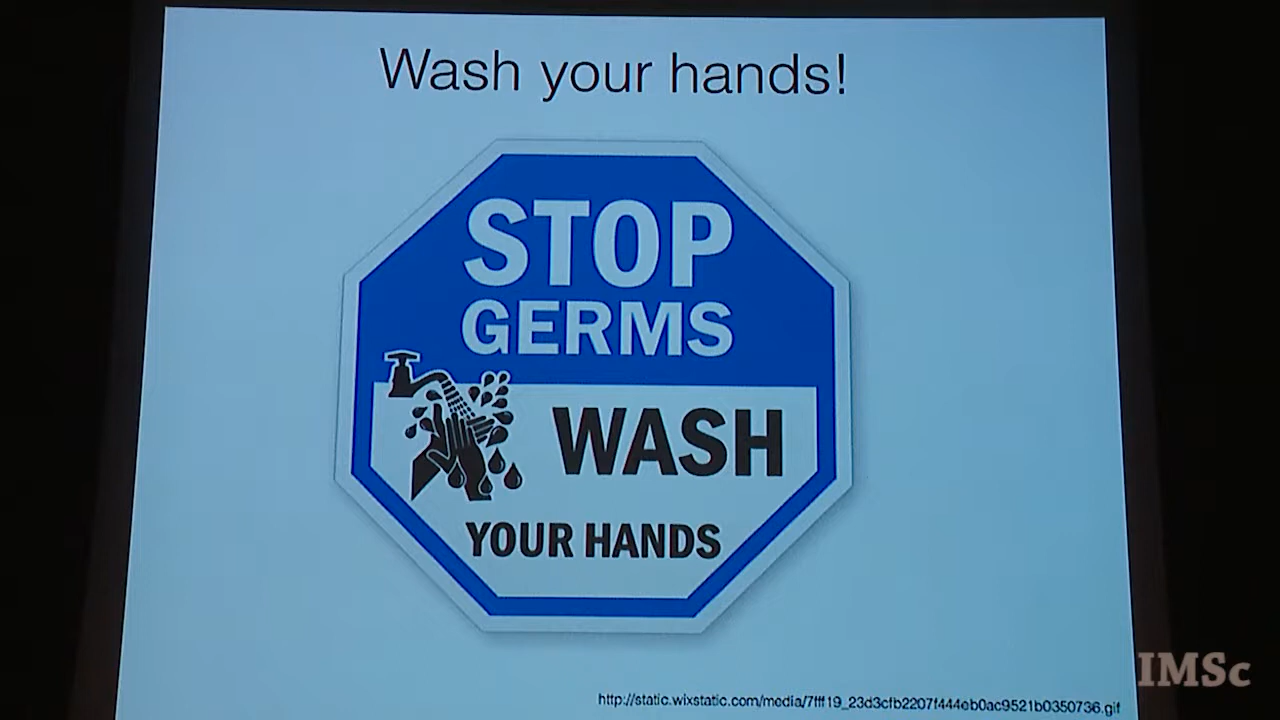 Wash your hands!
STOP
GERMS
WASH
YOUR HANDS
http://static.wixstatic.com/media/7fff19_23d3cfb2207f444eb0ac9521b0350736.gif
IMSc